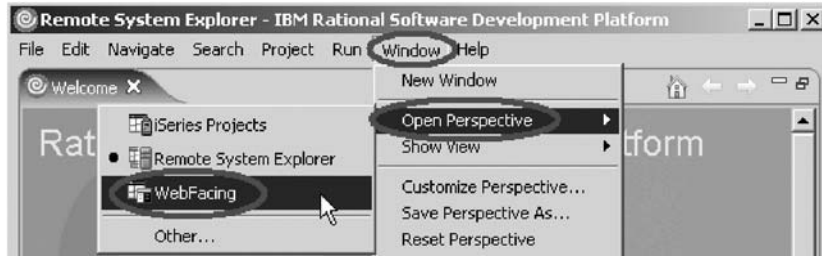 Remote System Explorer - IBM Rational Software Development Platform
File Edit Navigate Search Project Run Window Help
Welcome
New Window
Open Perspective
Show View
Customize Perspective...
Save Perspective As...
Reset Perspective
iSeries Projects
Remote System Explorer
WebFacing
Other...
Rat
tform